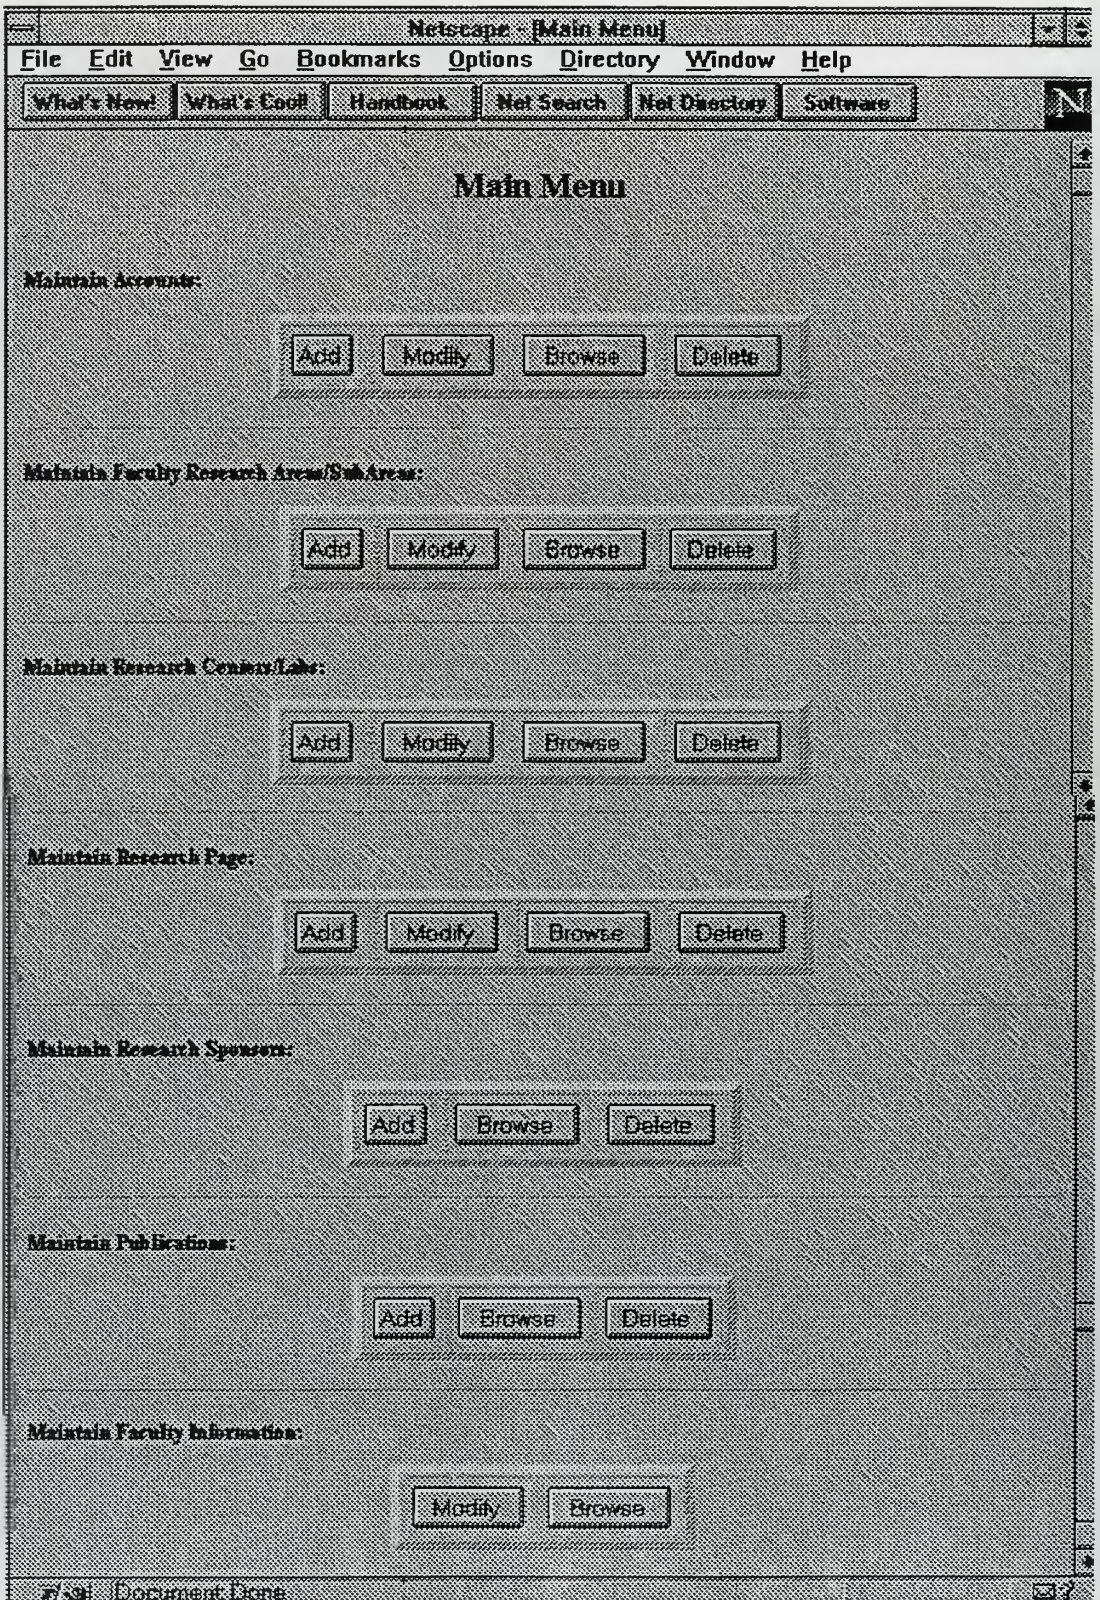 Netscape - [Main Menu]
File Edit View Go Bookmarks Options Directory Window Help
What's New! What's Cool! Handbook Net Search Net Directory Software
N
Main Menu
Maintain Accounts:
Add Modify Browse Delete
Maintain Faculty Research Areas/SubAreas:
Add Modify Browse Delete
Maintain Research Centers/Labs:
Add Modify Browse Delete
Maintain Research Page:
Add Modify Browse Delete
Maintain Research Sponsors:
Add Browse Delete
Maintain Publications:
Add Browse Delete
Maintain Faculty Information:
Modify Browse
Document Done ?